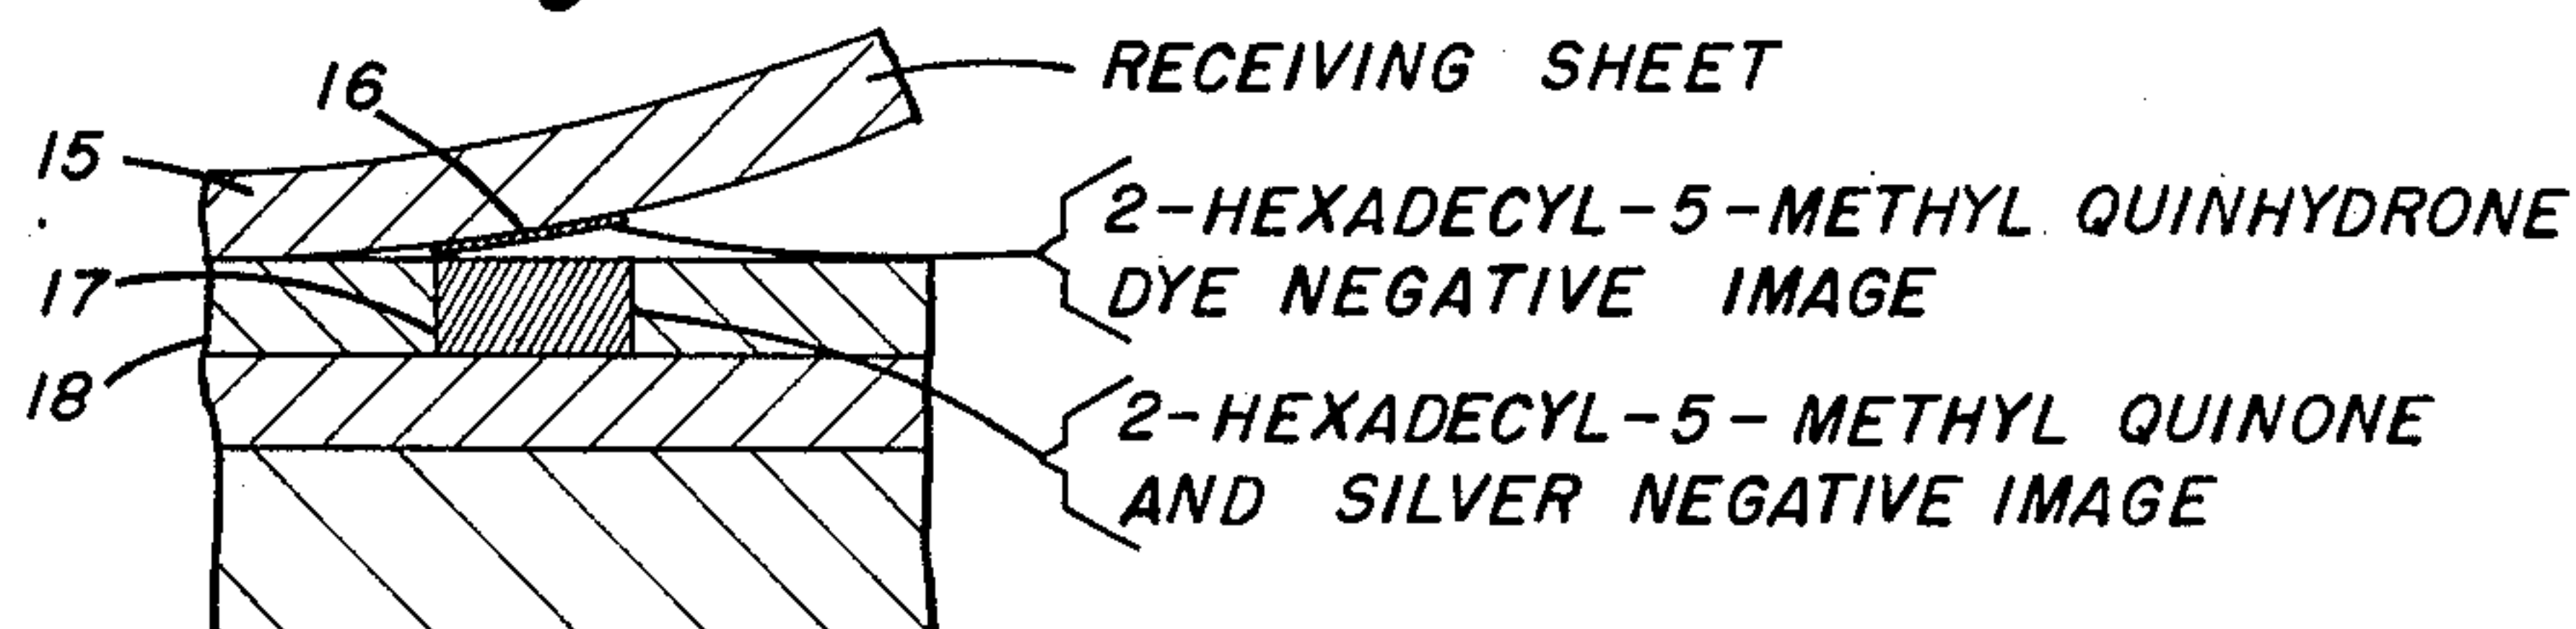 16
RECEIVING SHEET
15
2-HEXADECYL-5-METHYL QUINHYDRONE
DYE NEGATIVE IMAGE
17
18
2-HEXADECYL-5-METHYL QUINONE
AND SILVER NEGATIVE IMAGE